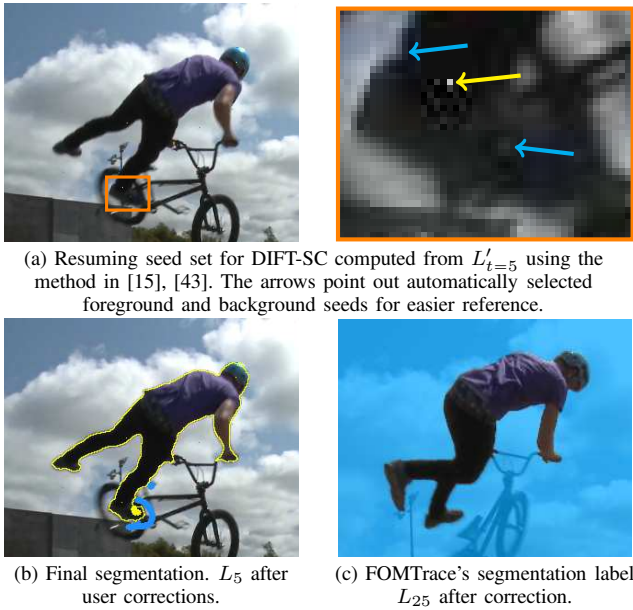 (a) Resuming seed set for DIFT-SC computed from L′ₜ₌₅ using the
method in [15], [43]. The arrows point out automatically selected
foreground and background seeds for easier reference.
(b) Final segmentation. L₅ after
user corrections.
(c) FOMTrace's segmentation label
L₂₅ after correction.